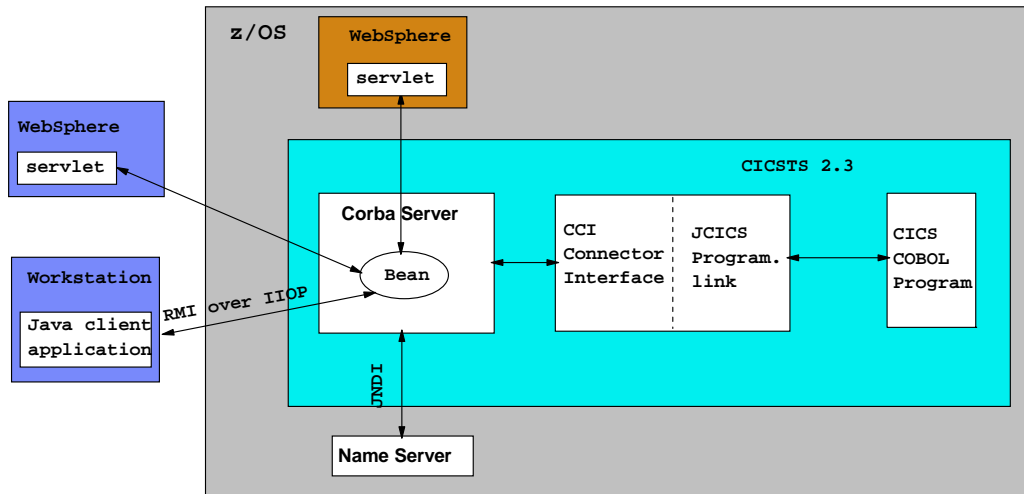 z/OS
WebSphere
servlet
WebSphere
servlet
CICSTS 2.3
Corba Server
Bean
CCI
Connector
Interface
JCICS
Program.
link
CICS
COBOL
Program
Workstation
Java client
application
RMI over IIOP
JNDI
Name Server